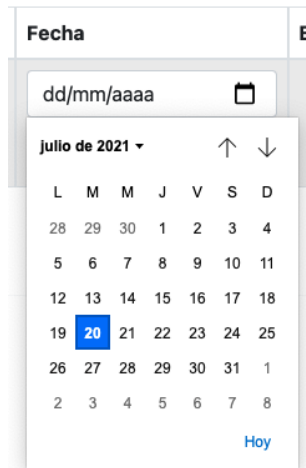 Fecha
dd/mm/aaaa
julio de 2021
L M M J V S D
28 29 30 1 2 3 4
5 6 7 8 9 10 11
12 13 14 15 16 17 18
19 20 21 22 23 24 25
26 27 28 29 30 31 1
2 3 4 5 6 7 8
Hoy